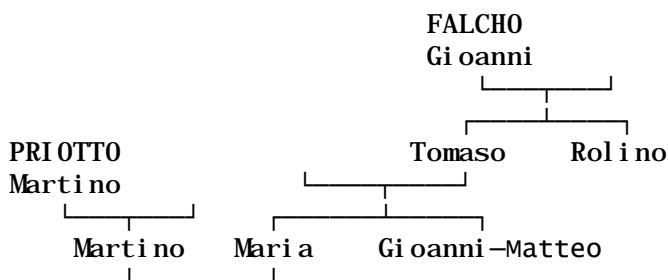 FALCHO
Gioanni
PRIOTTO Tomaso Rolino
Martino
Martino Maria Gioanni-Matteo